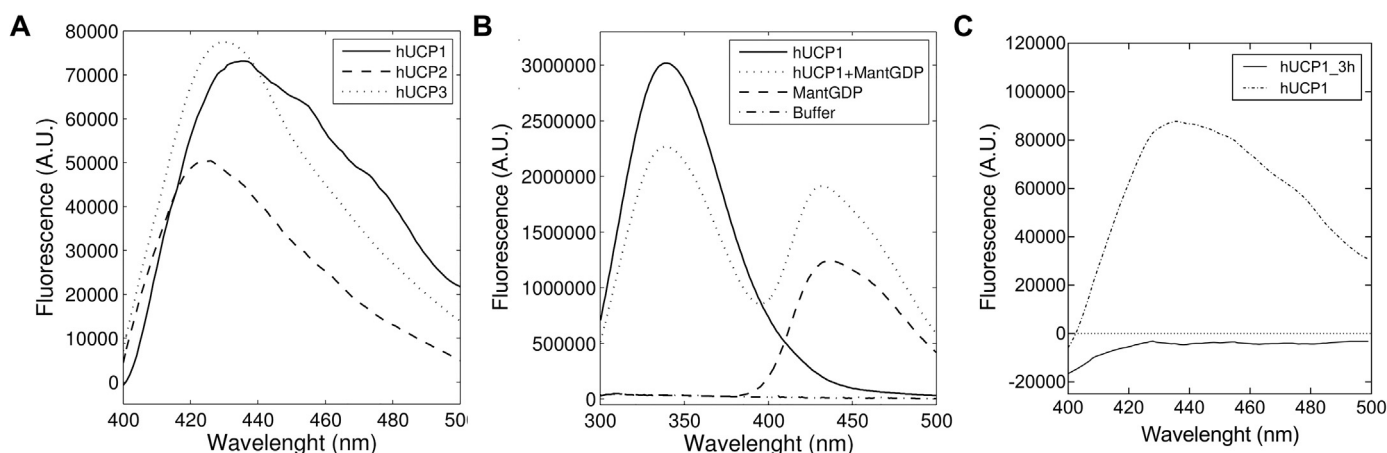 A
Fluorescence (A.U.)
80000
70000
60000
50000
40000
30000
20000
10000
0
hUCP1
hUCP2
hUCP3
400 420 440 460 480 500
Wavelenght (nm)
B
Fluorescence (A.U.)
3000000
2500000
2000000
1500000
1000000
500000
0
hUCP1
hUCP1+MantGDP
MantGDP
Buffer
300 350 400 450 500
Wavelenght (nm)
C
Fluorescence (A.U.)
120000
100000
80000
60000
40000
20000
0
-20000
hUCP1_3h
hUCP1
400 420 440 460 480 500
Wavelenght (nm)